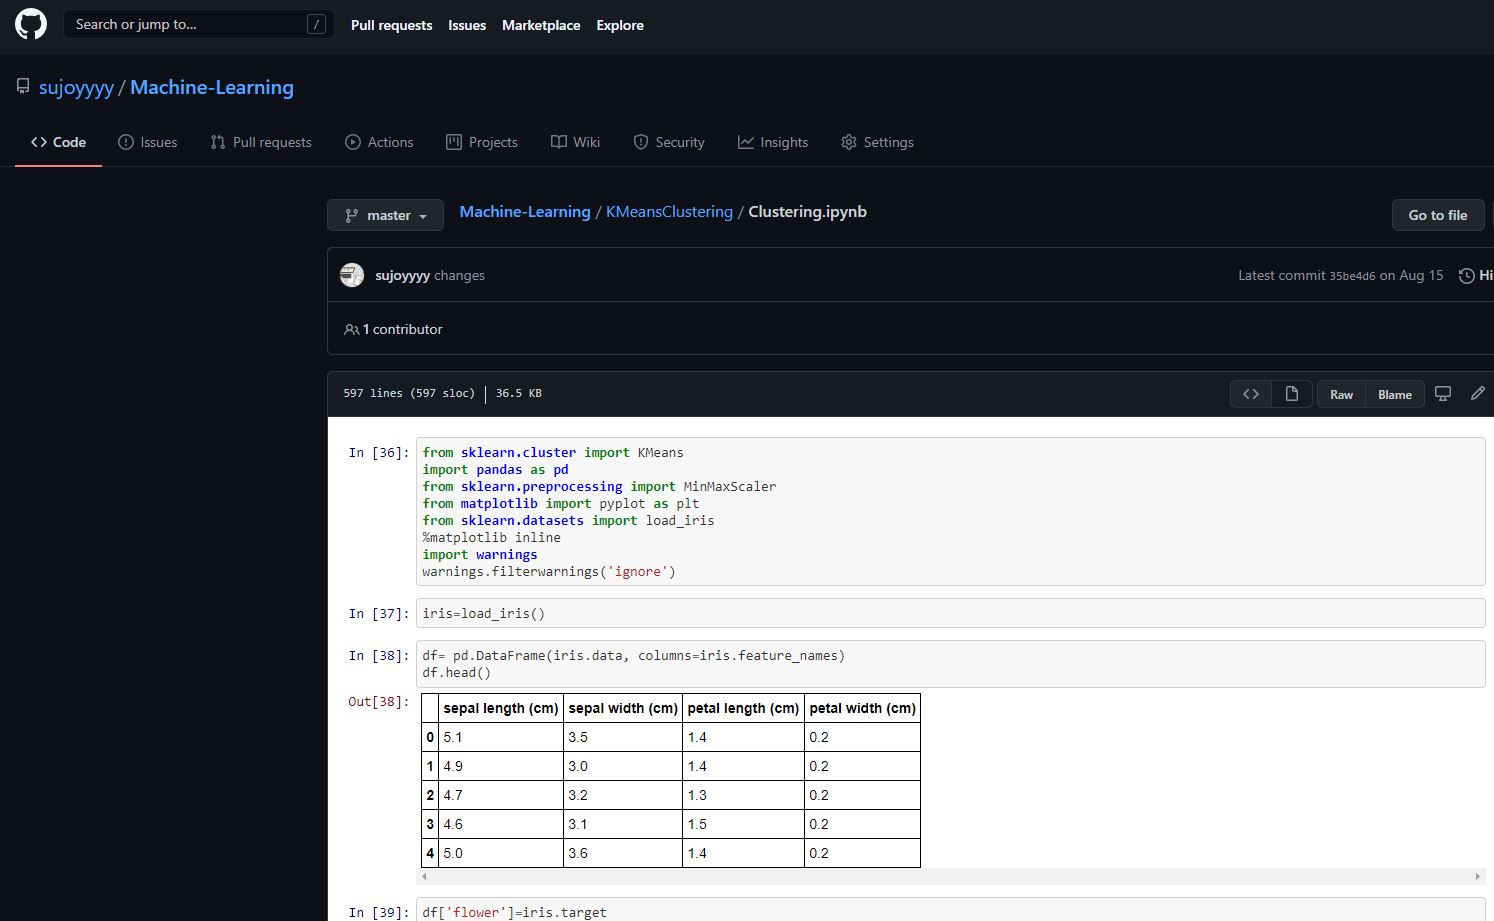 Search or jump to... /
Pull requests Issues Marketplace Explore
sujoyyyy / Machine-Learning
Code Issues Pull requests Actions Projects Wiki Security Insights Settings
master Machine-Learning / KMeansClustering / Clustering.ipynb Go to file
sujoyyyy changes Latest commit 35be4d6 on Aug 15 Hi
1 contributor
597 lines (597 sloc) 36.5 KB <> Raw Blame
In [36]: from sklearn.cluster import KMeans
import pandas as pd
from sklearn.preprocessing import MinMaxScaler
from matplotlib import pyplot as plt
from sklearn.datasets import load_iris
%matplotlib inline
import warnings
warnings.filterwarnings('ignore')
In [37]: iris=load_iris()
In [38]: df= pd.DataFrame(iris.data, columns=iris.feature_names)
df.head()
Out[38]: sepal length (cm) sepal width (cm) petal length (cm) petal width (cm)
0 5.1 3.5 1.4 0.2
1 4.9 3.0 1.4 0.2
2 4.7 3.2 1.3 0.2
3 4.6 3.1 1.5 0.2
4 5.0 3.6 1.4 0.2
In [39]: df['flower']=iris.target